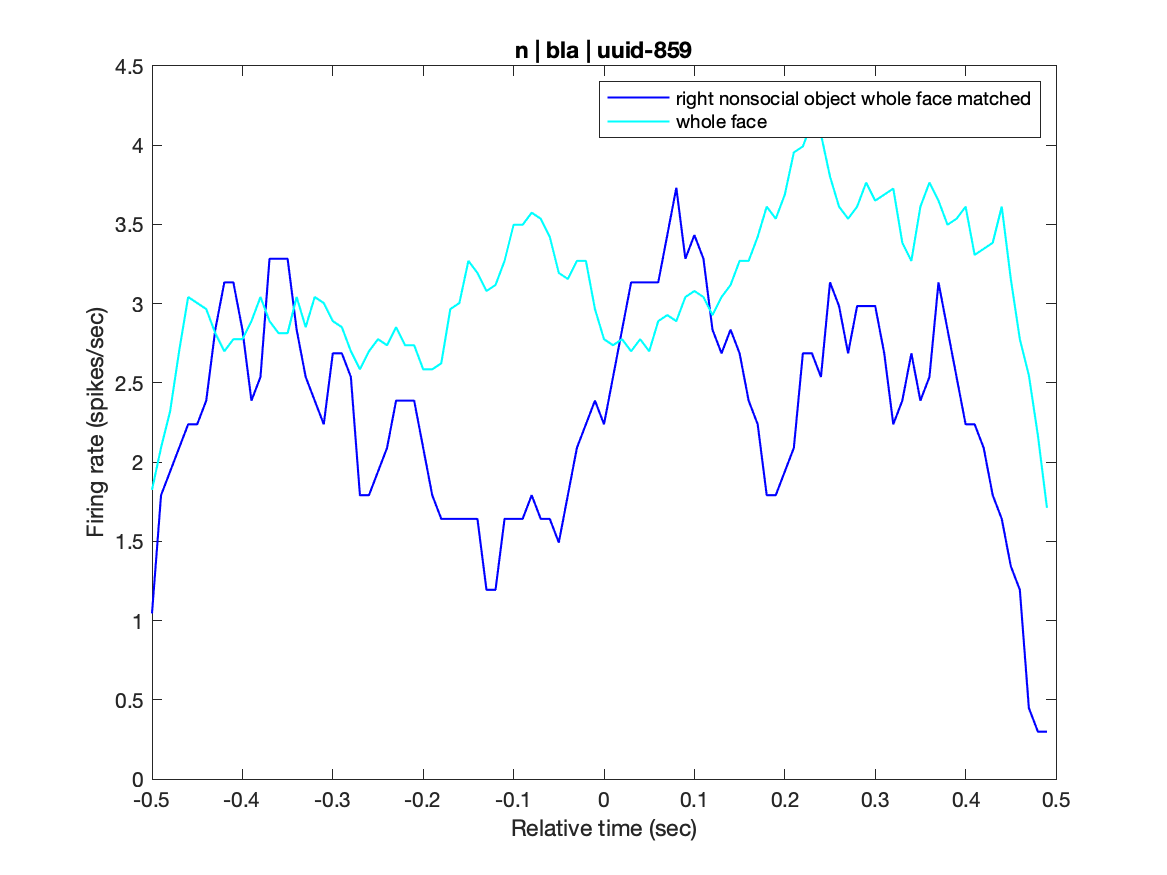 n | bla | uuid-859
right nonsocial object whole face matched
whole face
4.5
4
3.5
3
2.5
2
1.5
1
0.5
0
Firing rate (spikes/sec)
-0.5 -0.4 -0.3 -0.2 -0.1 0 0.1 0.2 0.3 0.4 0.5
Relative time (sec)